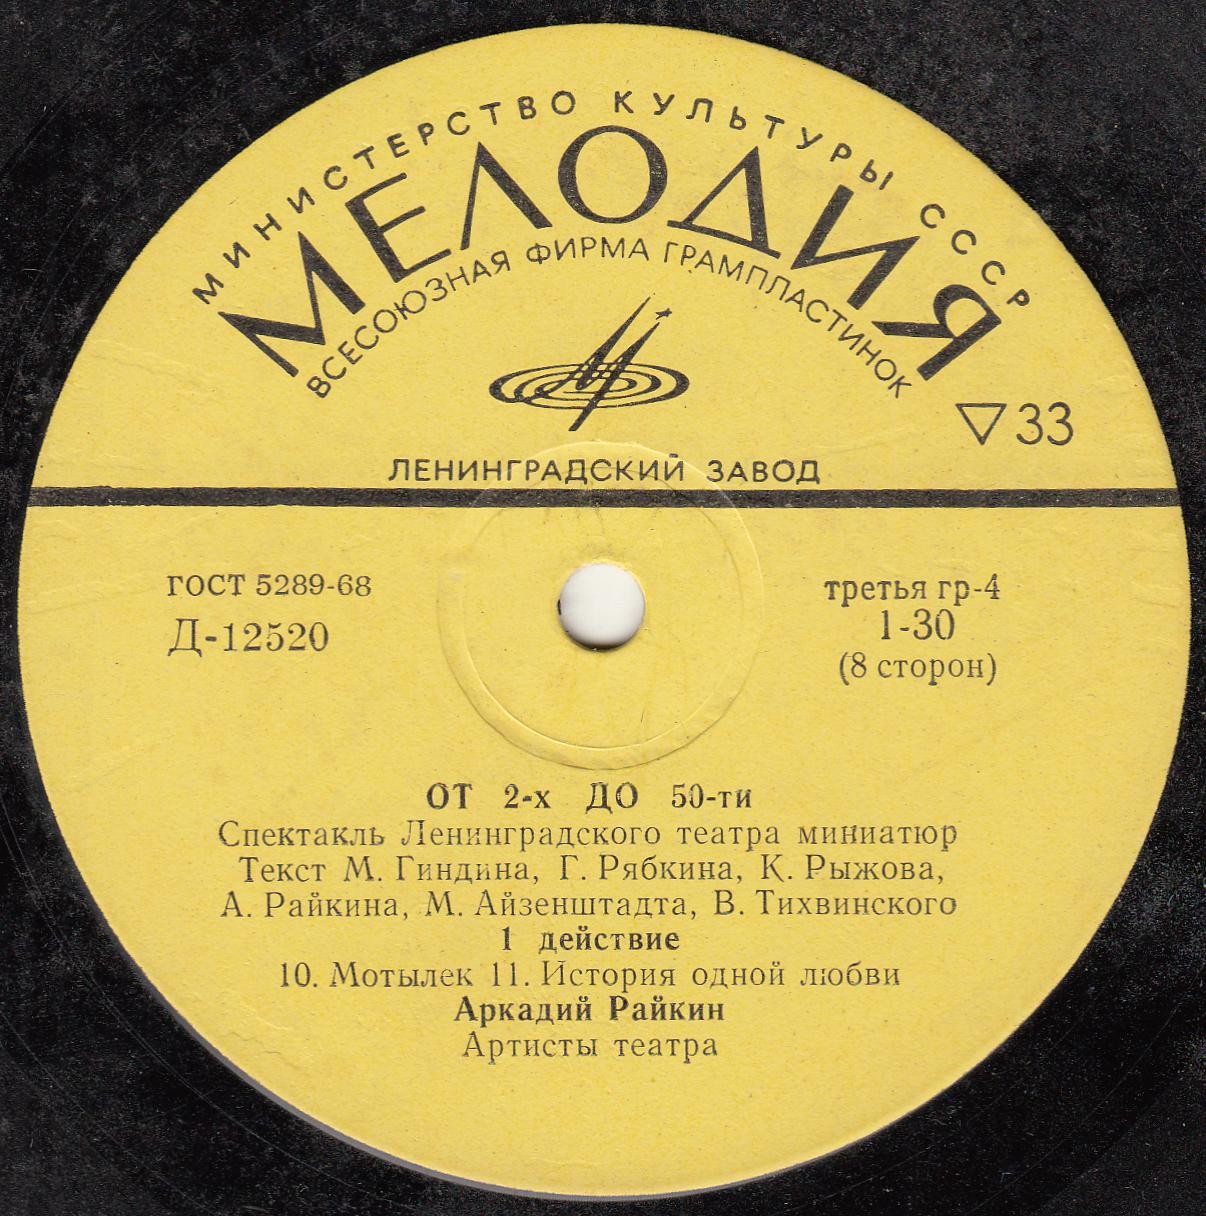 МИНИСТЕРСТВО КУЛЬТУРЫ СССР
МЕЛОДИЯ
ВСЕСОЮЗНАЯ ФИРМА ГРАМПЛАСТИНОК
33
ЛЕНИНГРАДСКИЙ ЗАВОД
ГОСТ 5289-68
Д-12520
третья гр-4
1-30
(8 сторон)
ОТ 2-х ДО 50-ти
Спектакль Ленинградского театра миниатюр
Текст М. Гиндина, Г. Рябкина, К. Рыжова,
А. Райкина, М. Айзенштадта, В. Тихвинского
1 действие
10. Мотылек 11. История одной любви
Аркадий Райкин
Артисты театра